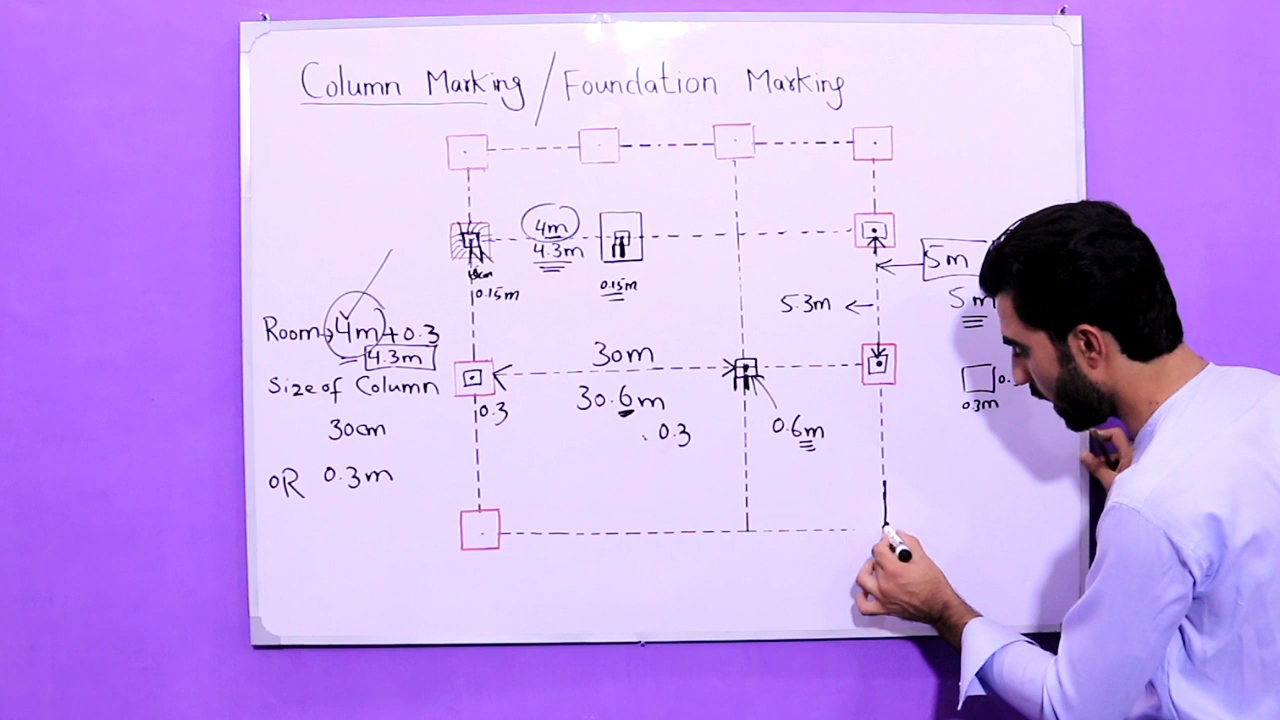 Column Marking / Foundation Marking
4m
4.3m
0.15m
0.15m
5m
5m
5.3m
Room→4m+0.3
= 4.3m
Size of Column
30cm
OR 0.3m
0.3
30m
30.6m
0.3
0.6m
0.3m